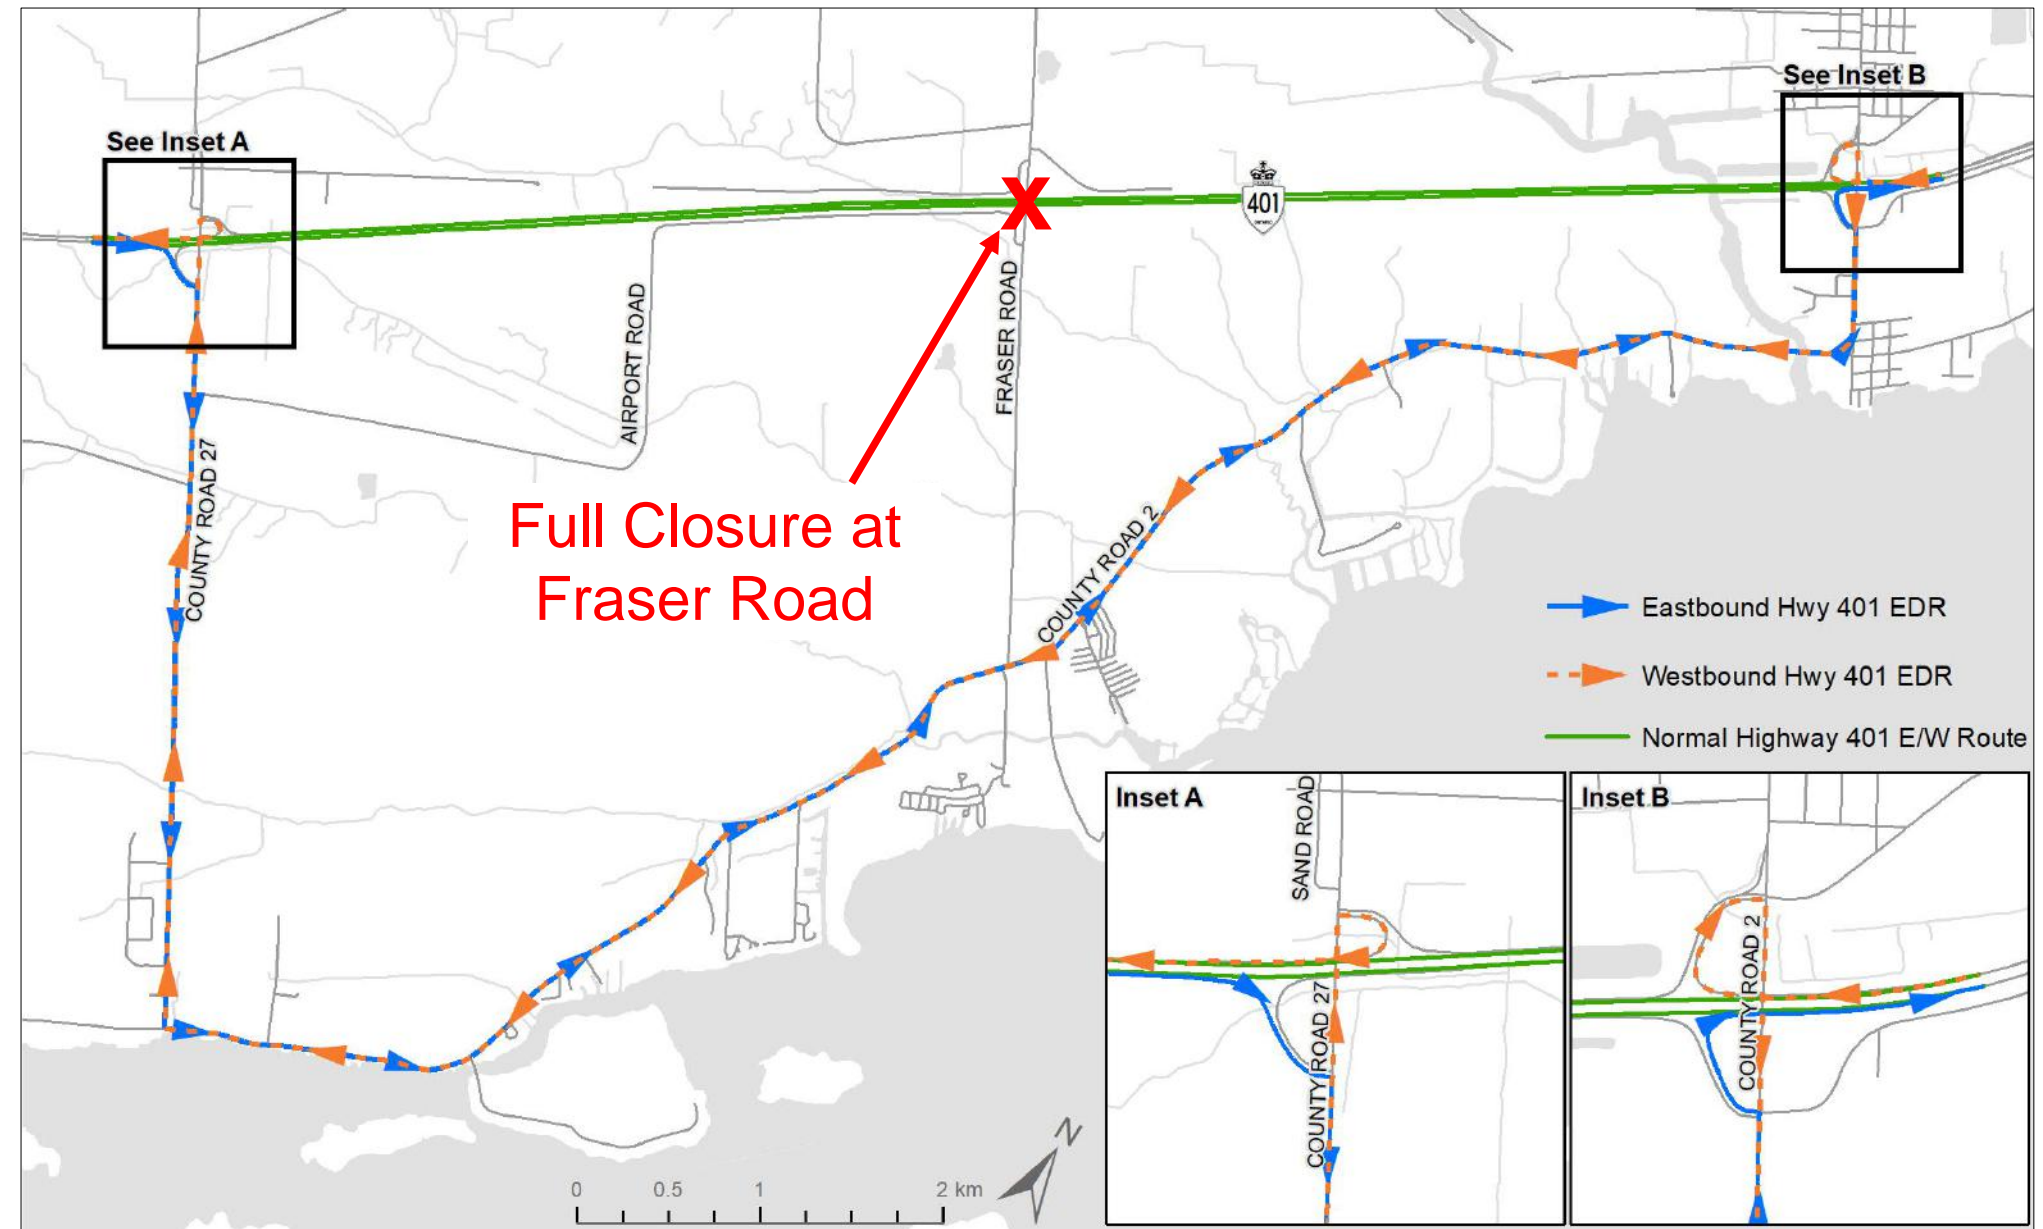 See Inset B
See Inset A
401
ONTARIO
AIRPORT ROAD
FRASER ROAD
COUNTY ROAD 27
Full Closure at
Fraser Road
COUNTY ROAD 2
Eastbound Hwy 401 EDR
Westbound Hwy 401 EDR
Normal Highway 401 E/W Route
Inset A
SAND ROAD
COUNTY ROAD 27
Inset B
COUNTY ROAD 2
N
0 0.5 1 2 km
X